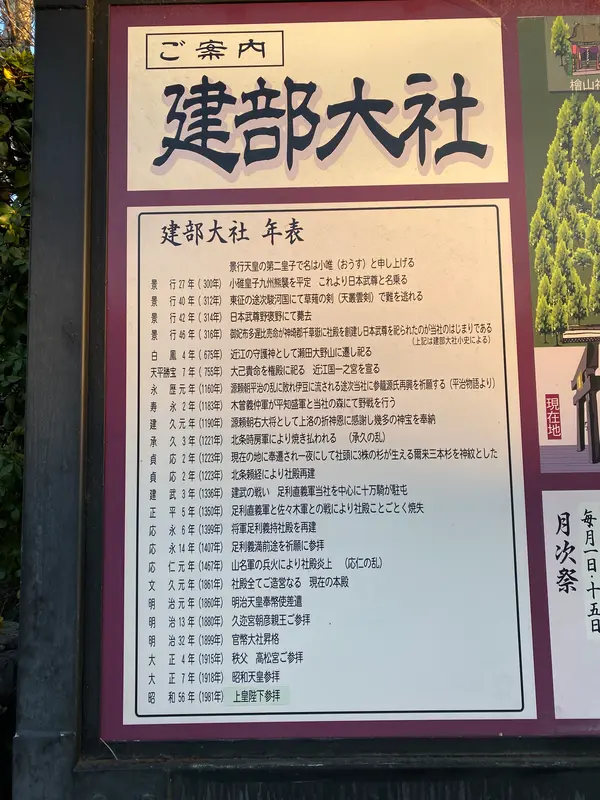 ご案内
建部大社
建部大社 年表
景行天皇の第二皇子で名は小唯（おうす）と申し上げる
景 行 27 年 ( 300年) 小碓皇子九州熊襲を平定 これより日本武尊と名乗る
景 行 40 年 ( 312年) 東征の途次駿河国にて草薙の剣（天叢雲剣）で難を逃れる
景 行 42 年 ( 314年) 日本武尊野褒野にて薨去
景 行 46 年 ( 316年) 御妃布多遅比売命が神崎郡千草嶽に社殿を創建し日本武尊を祀られたのが当社のはじまりである
（上記は建部大社小史による）
白 鳳 4 年 (675年) 近江の守護神として瀬田大野山に遷し祀る
天平勝宝 7 年 (755年) 大己貴命を権殿に祀る 近江国一之宮を宣る
永 暦 元 年 (1160年) 源頼朝平治の乱に敗れ伊豆に流される途次当社に参籠源氏再興を祈願する（平治物語より）
寿 永 2 年 (1183年) 木曽義仲軍が平知盛軍と当社の森にて野戦を行う
建 久 元 年 (1190年) 源頼朝右大将として上洛の折神恩に感謝し幾多の神宝を奉納
承 久 3 年 (1221年) 北条時房軍により焼き払われる （承久の乱）
貞 応 2 年 (1223年) 現在の地に奉遷され一夜にして社頭に3株の杉が生える爾来三本杉を神紋とした
貞 応 2 年 (1223年) 北条頼経により社殿再建
建 武 3 年 (1336年) 建武の戦い 足利直義軍当社を中心に十万騎が駐屯
正 平 5 年 (1350年) 足利直義軍と佐々木軍との戦により社殿ことごとく焼失
応 永 6 年 (1399年) 将軍足利義持社殿を再建
応 永 14 年 (1407年) 足利義満前途を祈願に参拝
応 仁 元 年 (1467年) 山名軍の兵火により社殿炎上 （応仁の乱）
文 久 元 年 (1861年) 社殿全てご造営なる 現在の本殿
明 治 元 年 (1860年) 明治天皇奉幣使差遣
明 治 13 年 (1880年) 久迩宮朝彦親王ご参拝
明 治 32 年 (1899年) 官幣大社昇格
大 正 4 年 (1915年) 秩父 高松宮ご参拝
大 正 7 年 (1918年) 昭和天皇参拝
昭 和 56 年 (1981年) 上皇陛下参拝
檜山神
現在地
毎月一日・十五日
月次祭